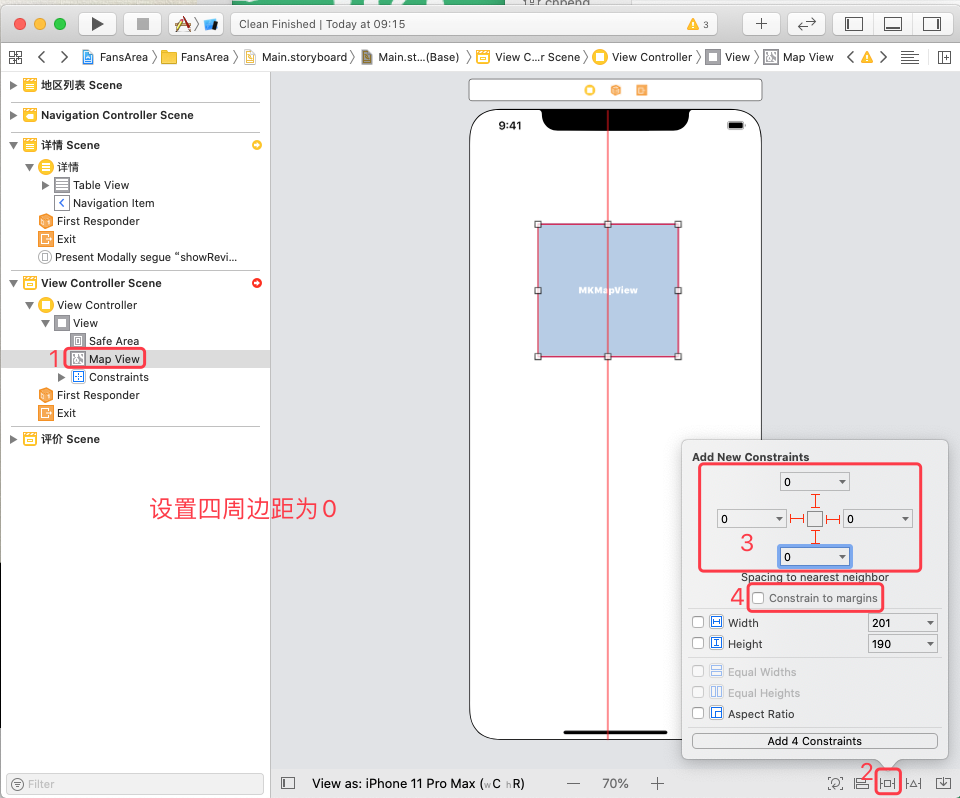 Clean Finished | Today at 09:15
3
FansArea
FansArea
Main.storyboard
Main.st...(Base)
View C...r Scene
View Controller
View
Map View
地区列表 Scene
Navigation Controller Scene
详情 Scene
详情
Table View
Navigation Item
First Responder
Exit
Present Modally segue “showRevi...
View Controller Scene
View Controller
View
Safe Area
1
Map View
Constraints
First Responder
Exit
评价 Scene
9:41
MKMapView
设置四周边距为0
Add New Constraints
0
0
0
3
0
Spacing to nearest neighbor
4
Constrain to margins
Width
201
Height
190
Equal Widths
Equal Heights
Aspect Ratio
Add 4 Constraints
2
Filter
View as: iPhone 11 Pro Max (wC hR)
70%